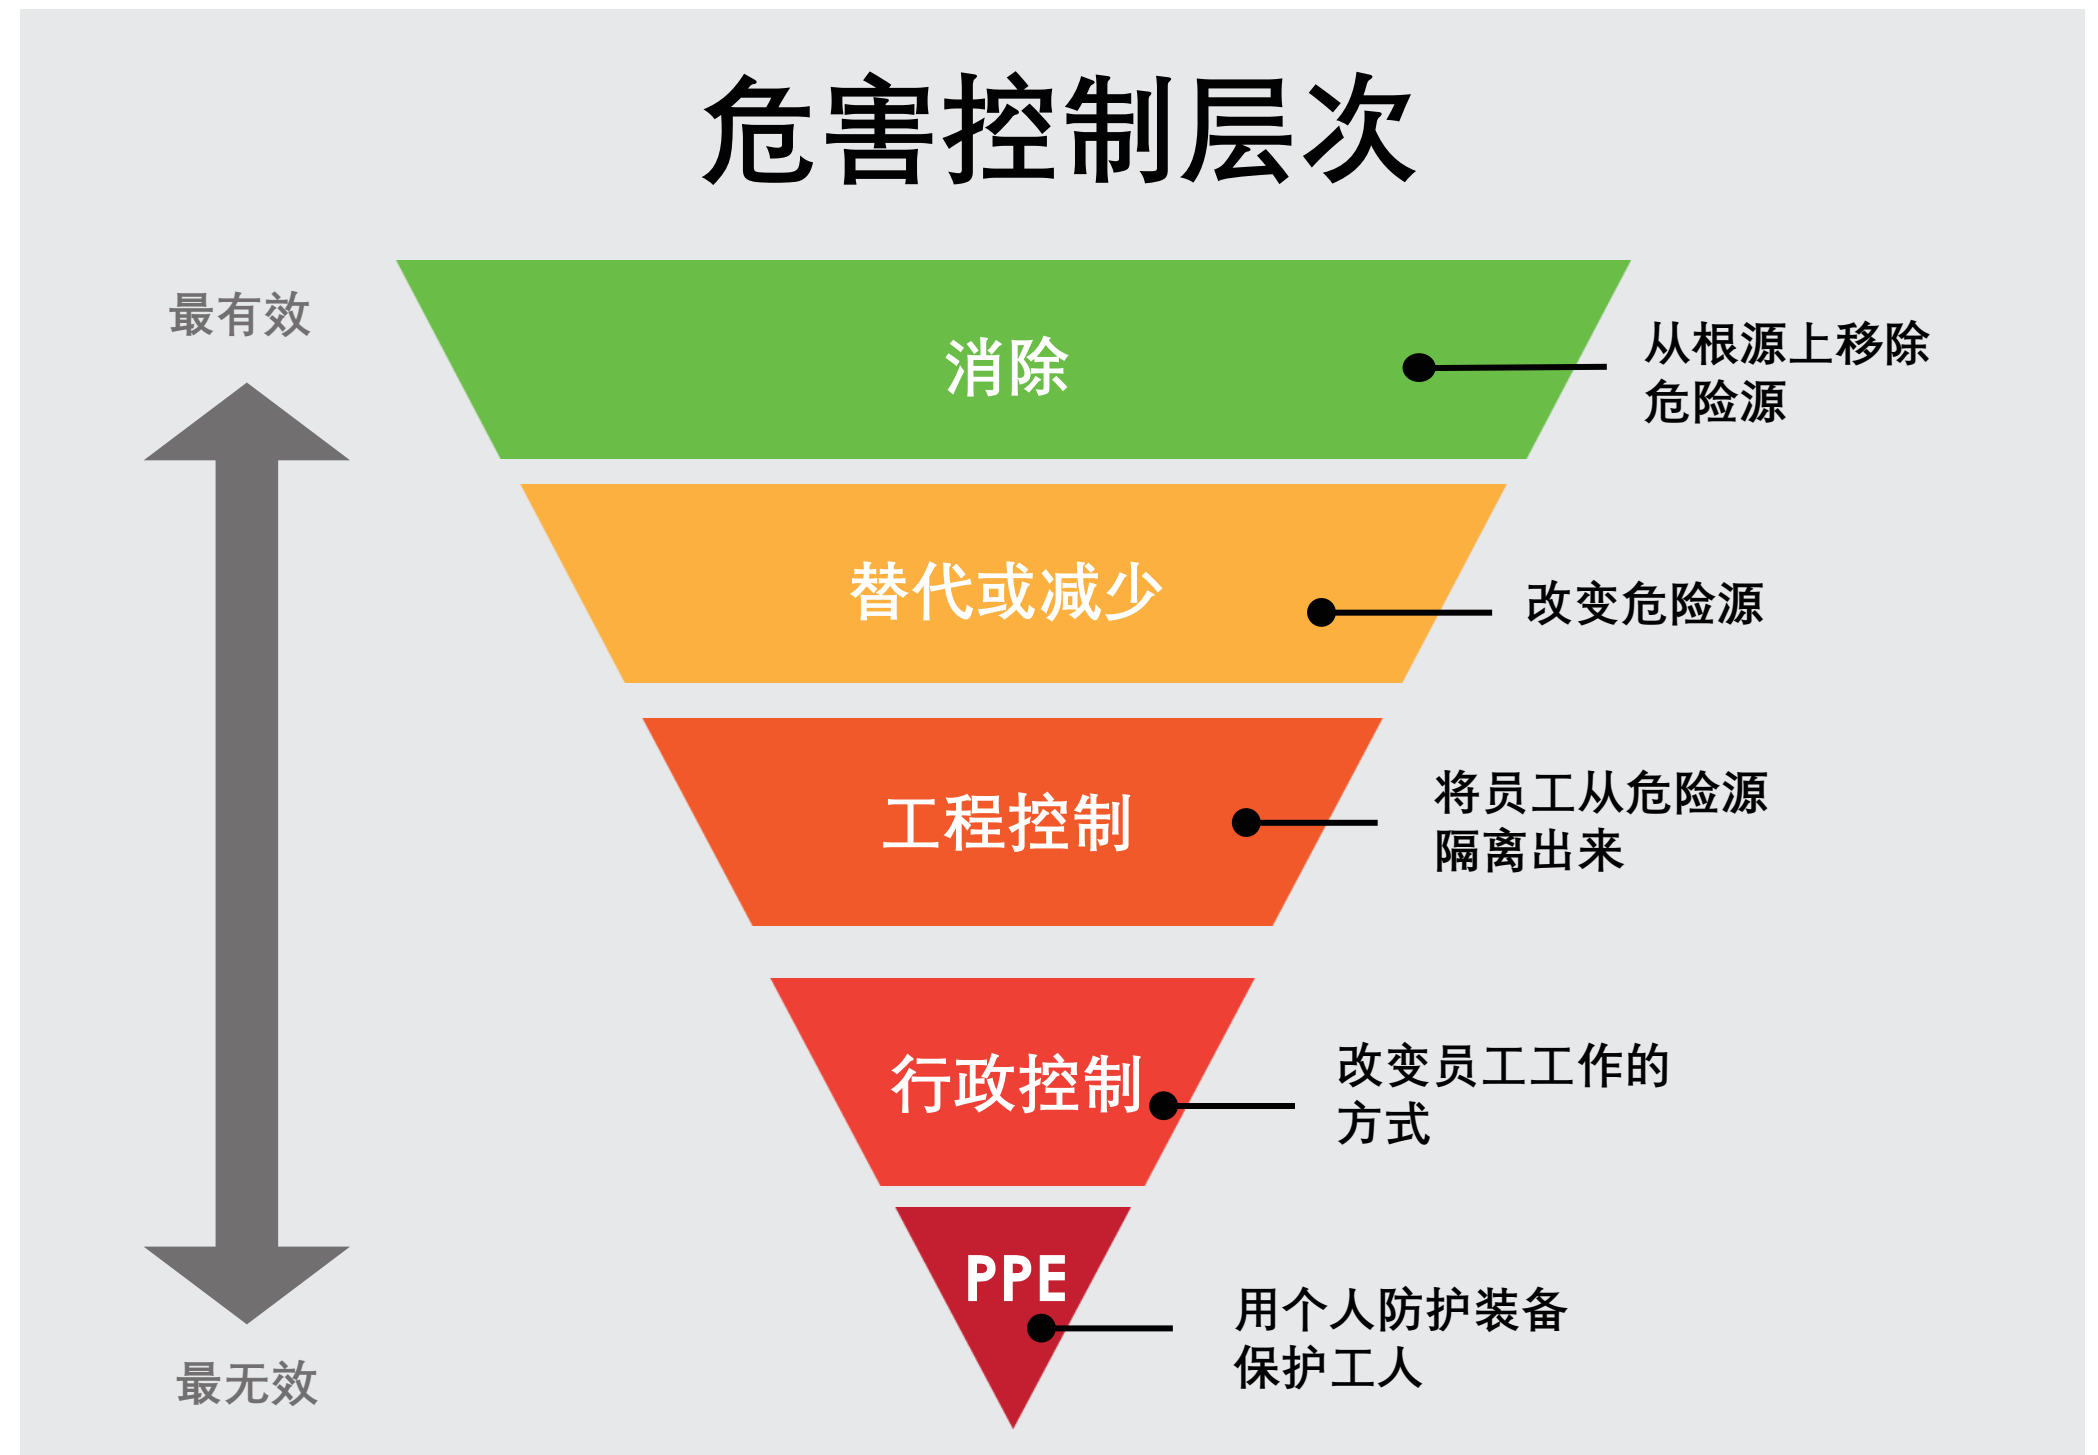 危害控制层次
最有效
消除
从根源上移除
危险源
替代或减少
改变危险源
工程控制
将员工从危险源
隔离出来
行政控制
改变员工工作的
方式
PPE
用个人防护装备
保护工人
最无效